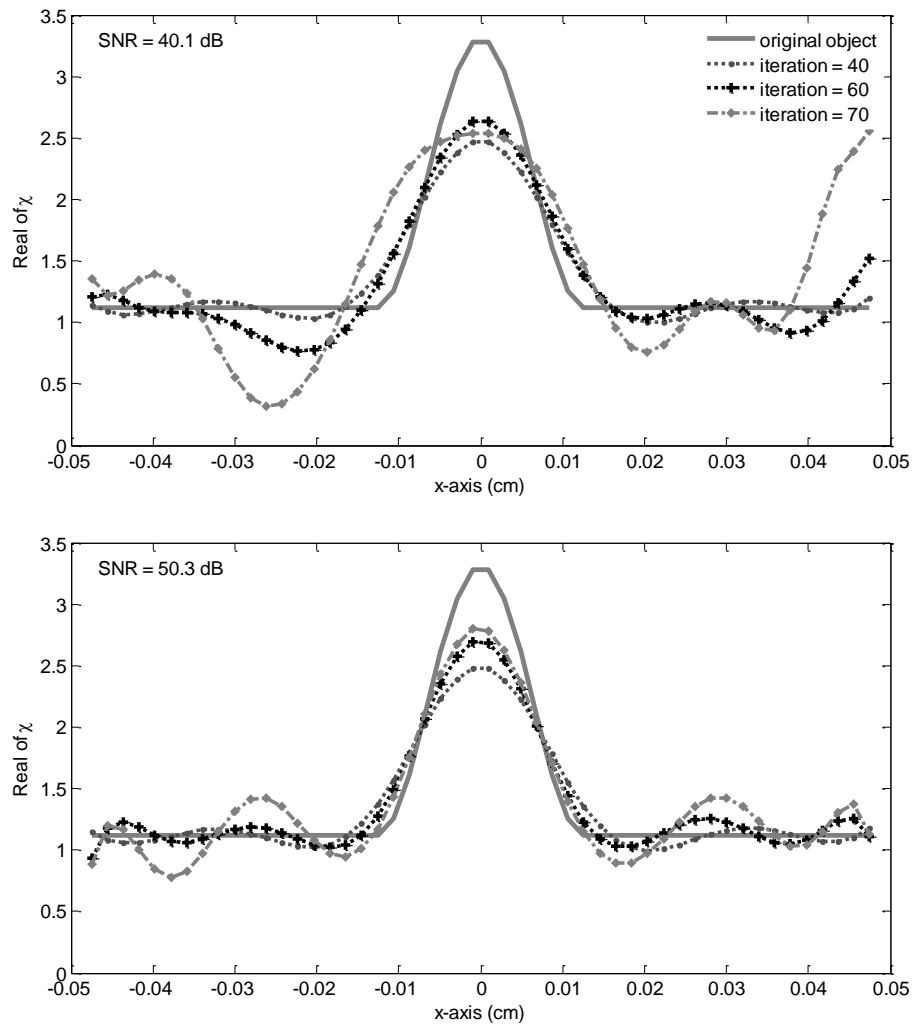 3.5
SNR = 40.1 dB
original object
iteration = 40
iteration = 60
iteration = 70
3
2.5
2
1.5
1
0.5
0
Real of χ
-0.05 -0.04 -0.03 -0.02 -0.01 0 0.01 0.02 0.03 0.04 0.05
x-axis (cm)
3.5
SNR = 50.3 dB
3
2.5
2
1.5
1
0.5
0
Real of χ
-0.05 -0.04 -0.03 -0.02 -0.01 0 0.01 0.02 0.03 0.04 0.05
x-axis (cm)